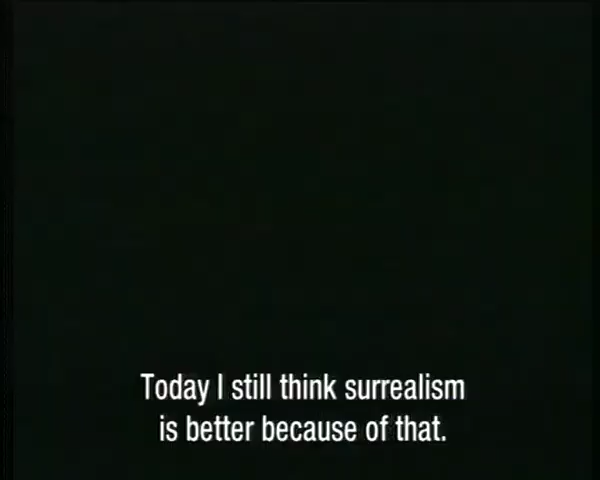 Today I still think surrealism
is better because of that.